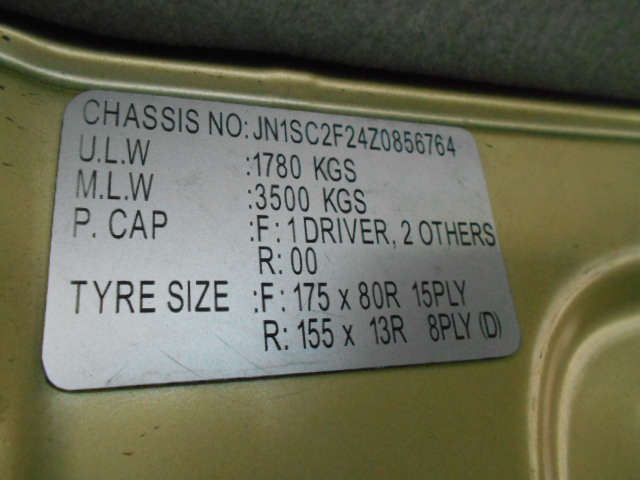 CHASSIS NO: JN1SC2F24Z0856764
U.L.W :1780 KGS
M.L.W :3500 KGS
P. CAP :F: 1 DRIVER, 2 OTHERS
R: 00
TYRE SIZE :F: 175 x 80R 15PLY
R: 155 x 13R 8PLY (D)